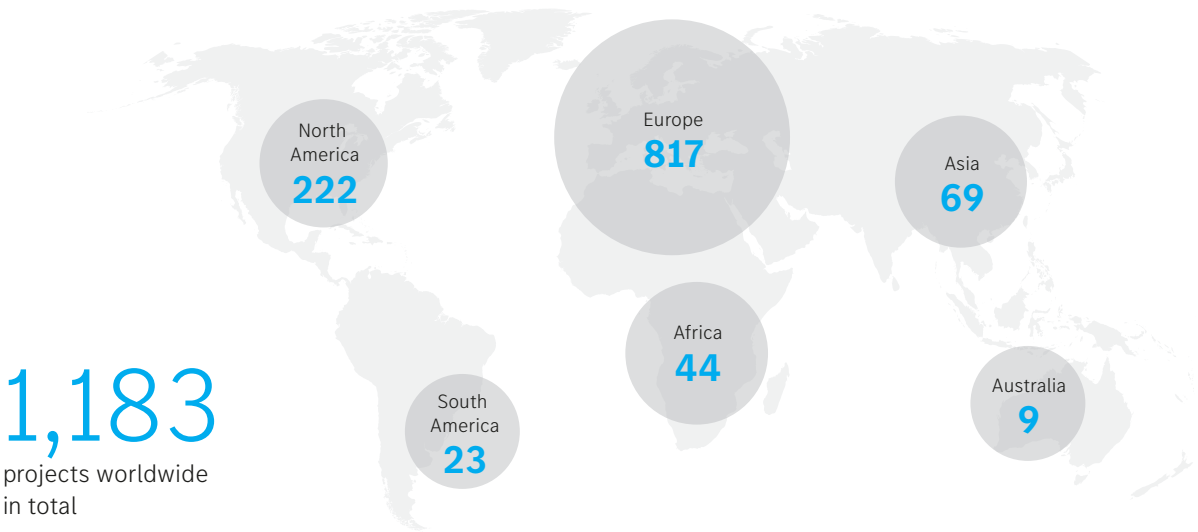 North
America
222
Europe
817
Asia
69
Africa
44
South
America
23
Australia
9
1,183
projects worldwide
in total